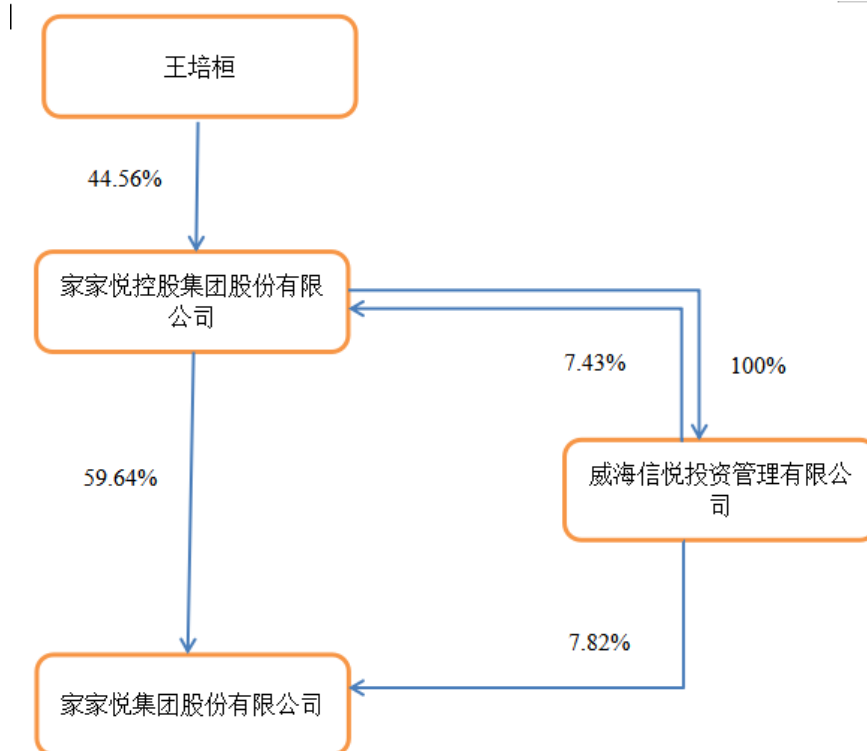 王培桓
44.56%
家家悦控股集团股份有限
公司
7.43%
100%
59.64%
威海信悦投资管理有限公
司
7.82%
家家悦集团股份有限公司